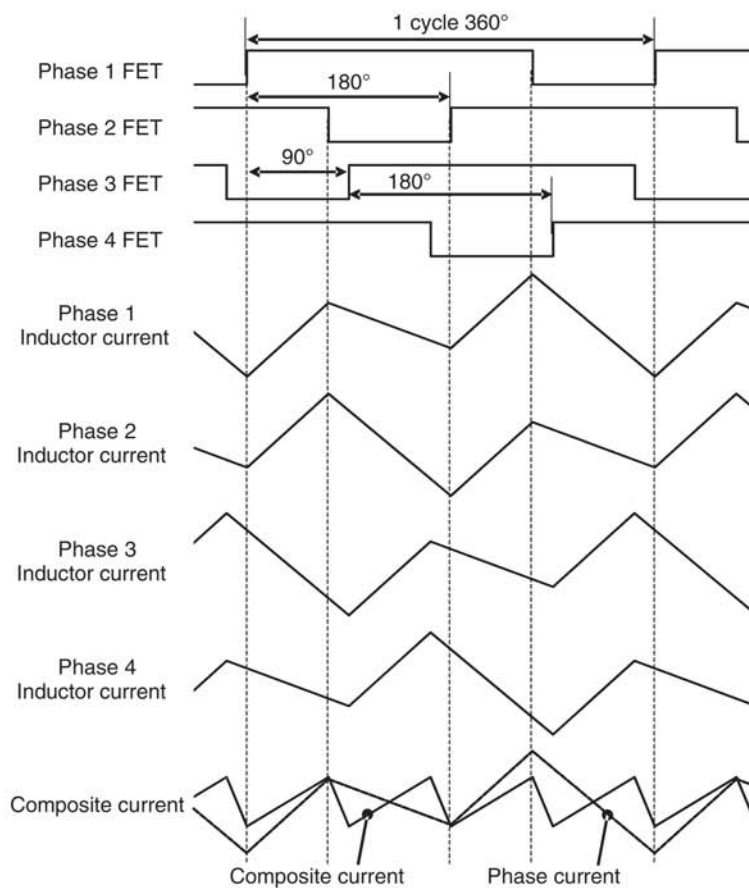 1 cycle 360°
Phase 1 FET
180°
Phase 2 FET
90°
Phase 3 FET
180°
Phase 4 FET
Phase 1
Inductor current
Phase 2
Inductor current
Phase 3
Inductor current
Phase 4
Inductor current
Composite current
Composite current
Phase current